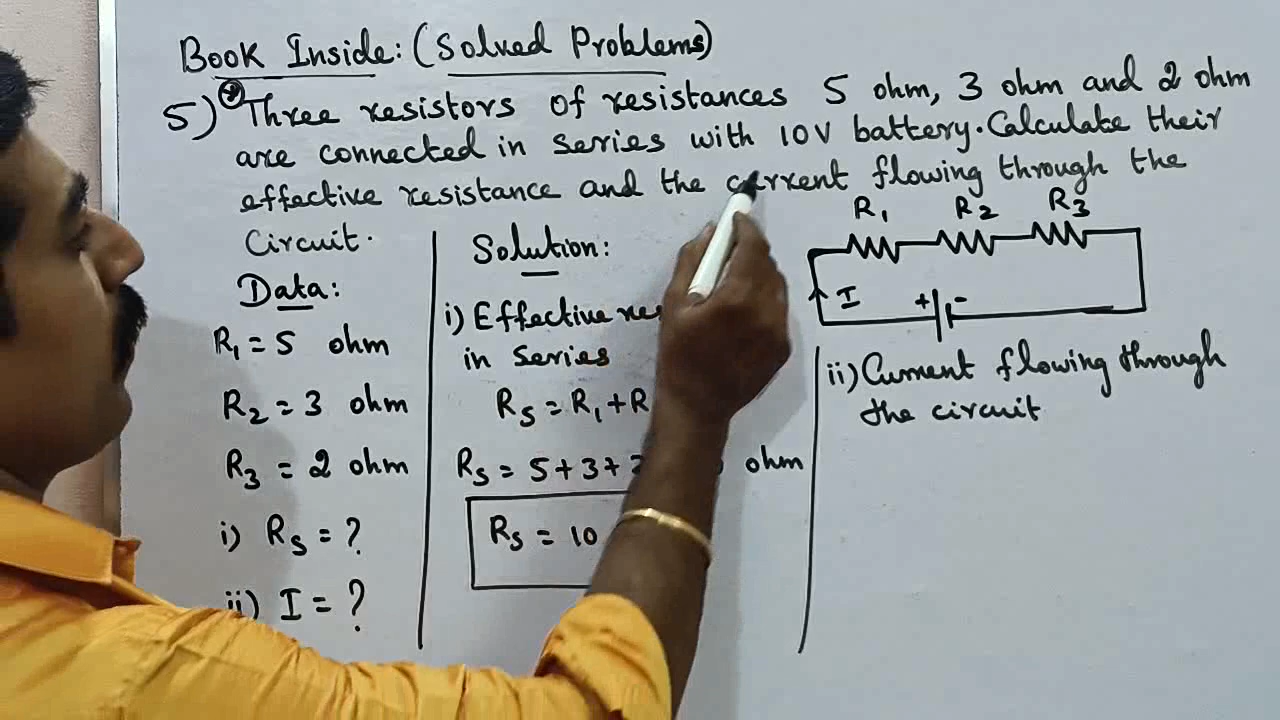 Book Inside: (Solved Problems)
5) Three resistors of resistances 5 ohm, 3 ohm and 2 ohm
are connected in series with 10V battery. Calculate their
effective resistance and the current flowing through the
Circuit.
Data:
R1 = 5 ohm
R2 = 3 ohm
R3 = 2 ohm
i) RS = ?
ii) I = ?
Solution:
i) Effective
in series
RS = R1 + R
RS = 5 + 3 + ohm
RS = 10
R1 R2 R3
I + -
ii) Current flowing through
the circuit